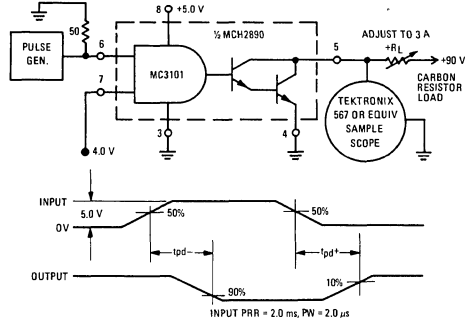 8 +5.0 V
½ MCH2890
50
PULSE
GEN.
6
7
MC3101
5
ADJUST TO 3 A
+RL
+90 V
CARBON
RESISTOR
LOAD
TEKTRONIX
567 OR EQUIV
SAMPLE
SCOPE
3
4
4.0 V
INPUT
5.0 V
0V
50%
50%
tpd-
tpd+
OUTPUT
90%
10%
INPUT PRR = 2.0 ms, PW = 2.0 µs